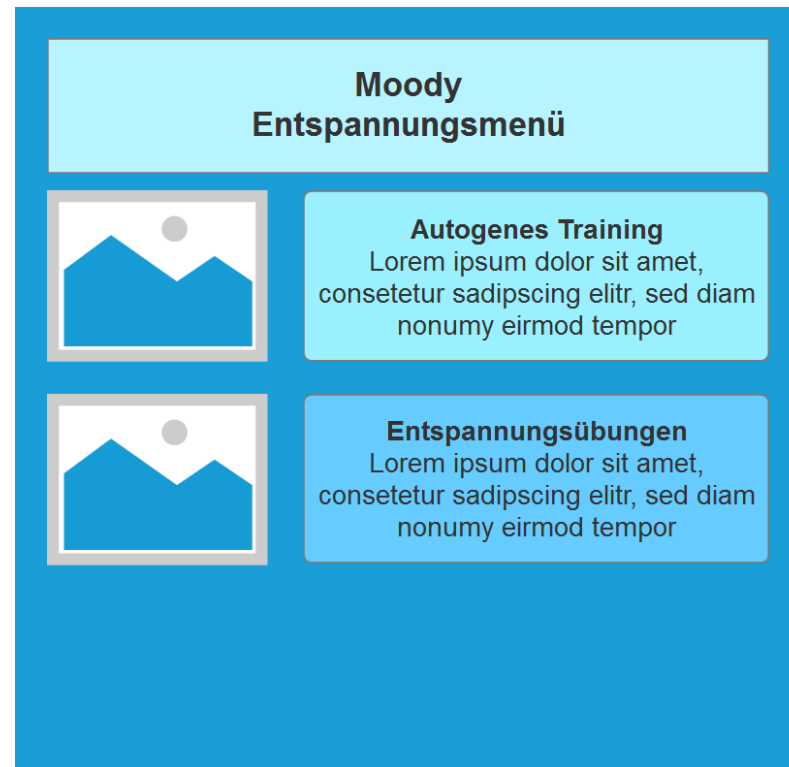 Moody
Entspannungsmenü
Autogenes Training
Lorem ipsum dolor sit amet,
consetetur sadipscing elitr, sed diam
nonumy eirmod tempor
Entspannungsübungen
Lorem ipsum dolor sit amet,
consetetur sadipscing elitr, sed diam
nonumy eirmod tempor